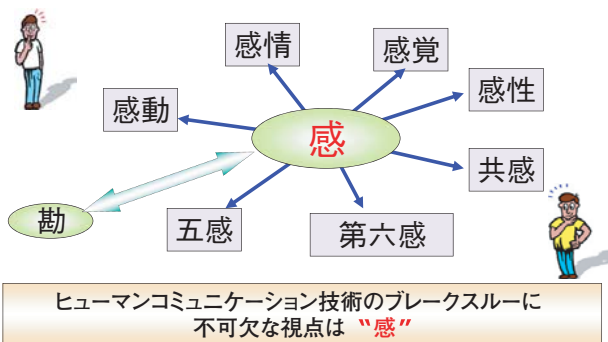 感情
感覚
感性
感動
感
共感
勘
五感
第六感
ヒューマンコミュニケーション技術のブレークスルーに
不可欠な視点は “感”